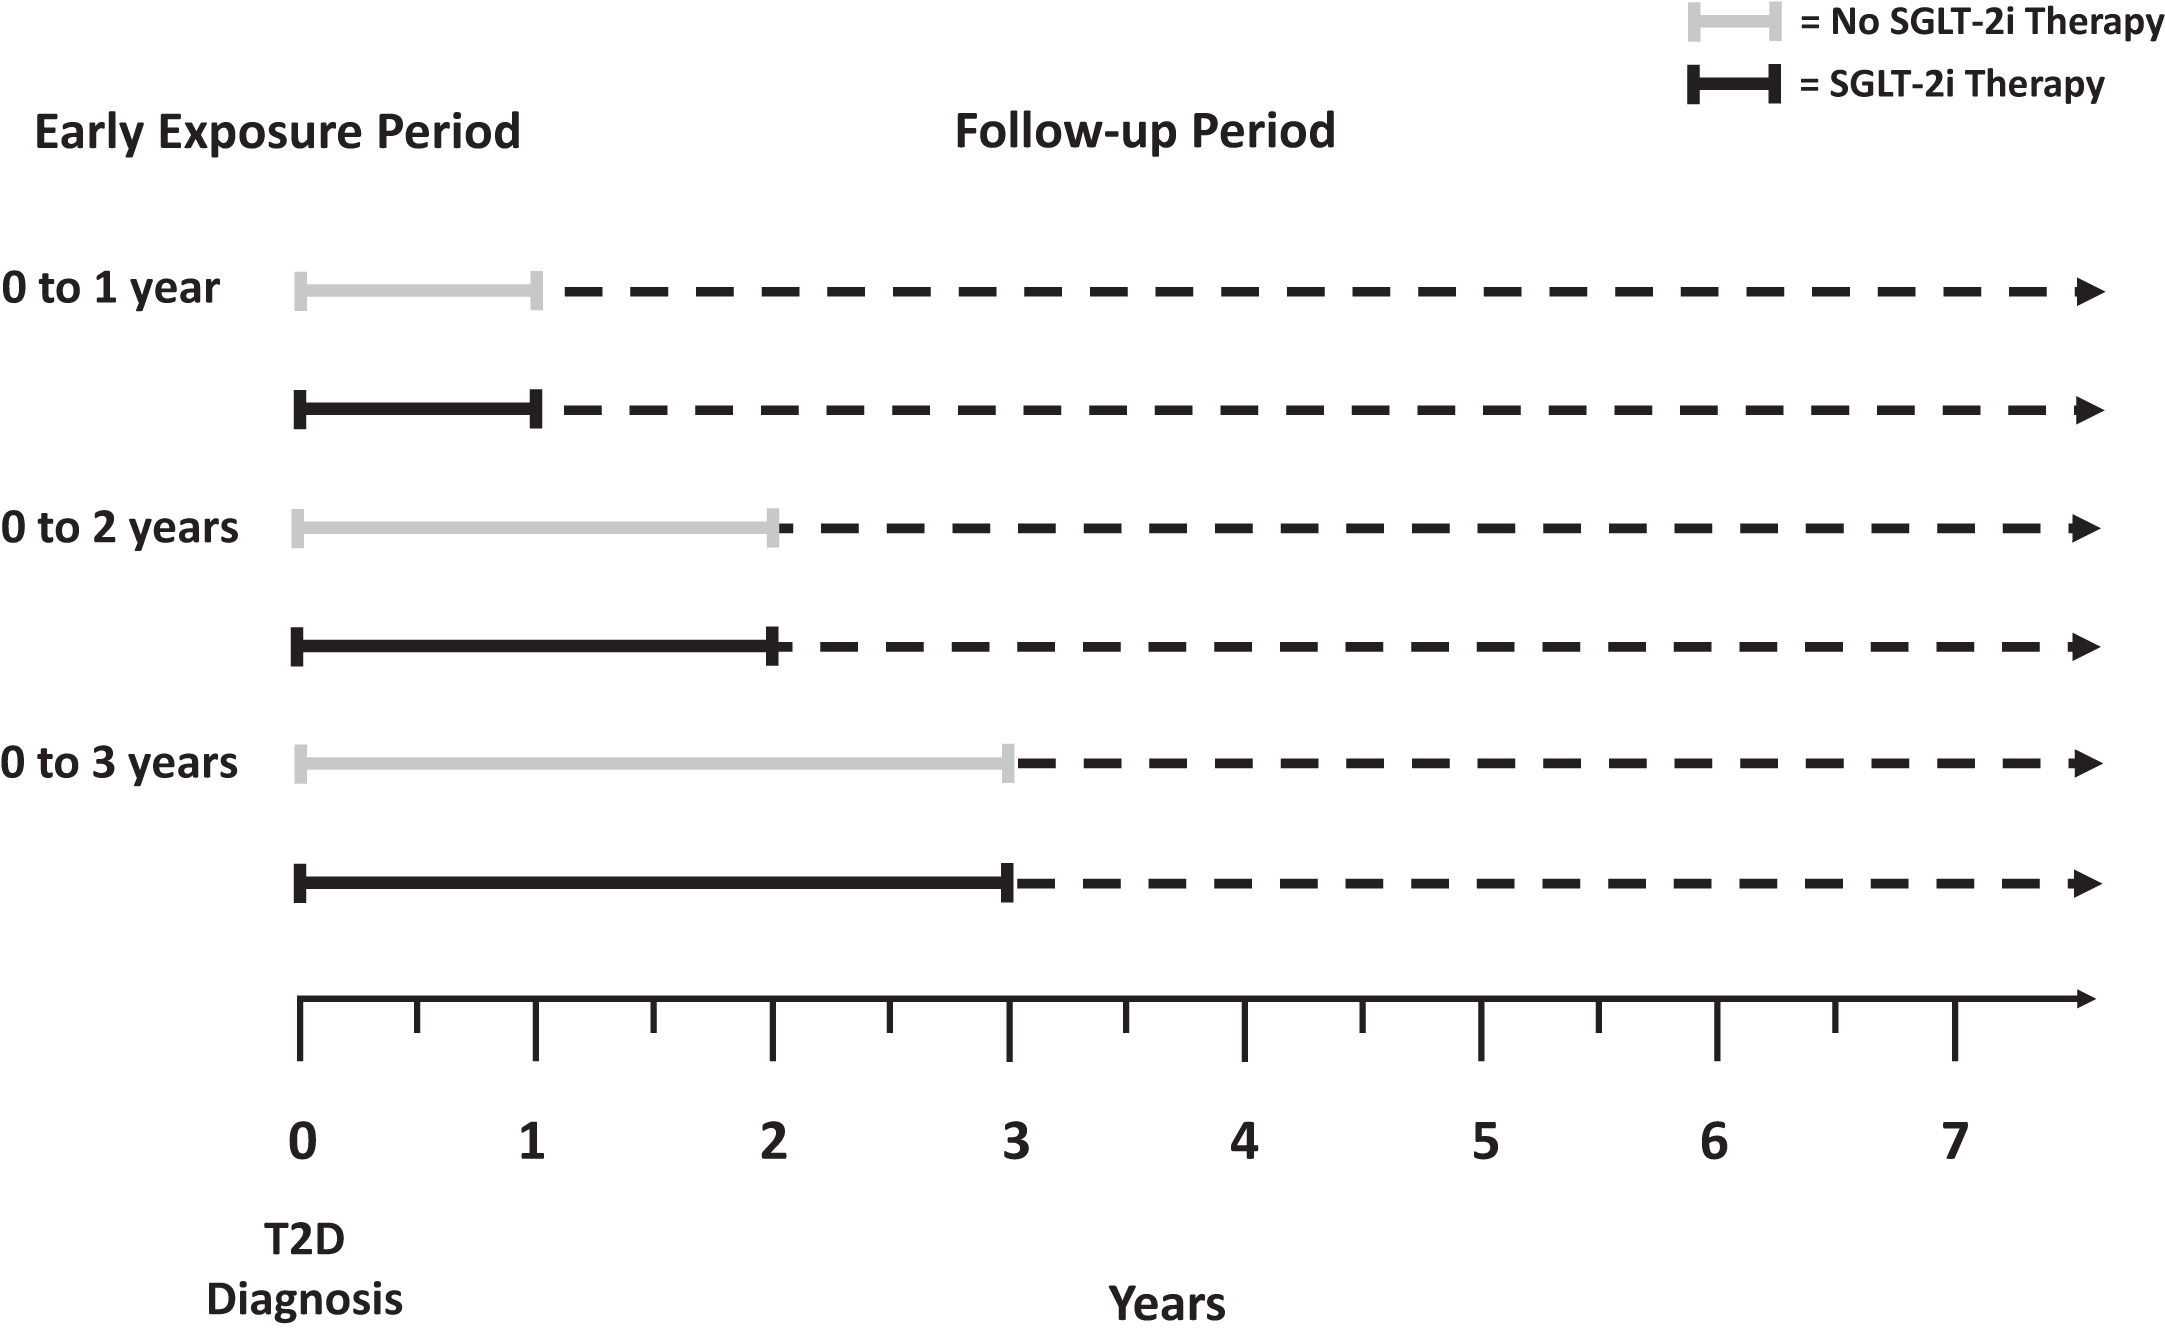 = No SGLT-2i Therapy
= SGLT-2i Therapy
Early Exposure Period
Follow-up Period
0 to 1 year
0 to 2 years
0 to 3 years
0 1 2 3 4 5 6 7
T2D
Diagnosis
Years